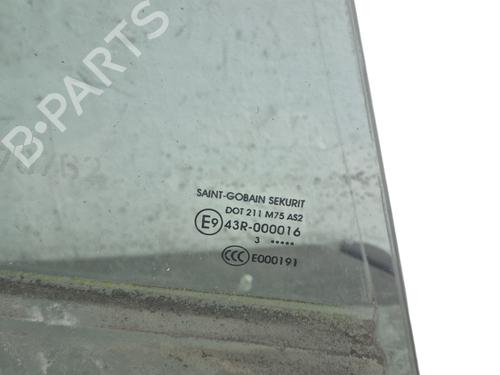 B-PARTS
SAINT-GOBAIN SEKURIT
DOT 211 M75 AS2
E9 43R-000016
3 •••••
CCC E000191